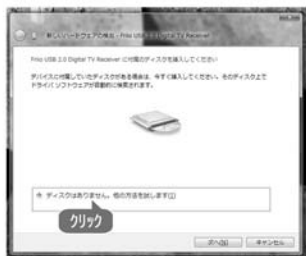 新しいハードウェアの検出 - Friio USB 2.0 Digital TV Receiver
Friio USB 2.0 Digital TV Receiver に付属のディスクを挿入してください
デバイスに付属していたディスクがある場合は、今すぐ挿入してください。そのディスク上で
ドライバ ソフトウェアが自動的に検索されます。
ディスクはありません。他の方法を試します(I)
クリック
次へ(N)
キャンセル